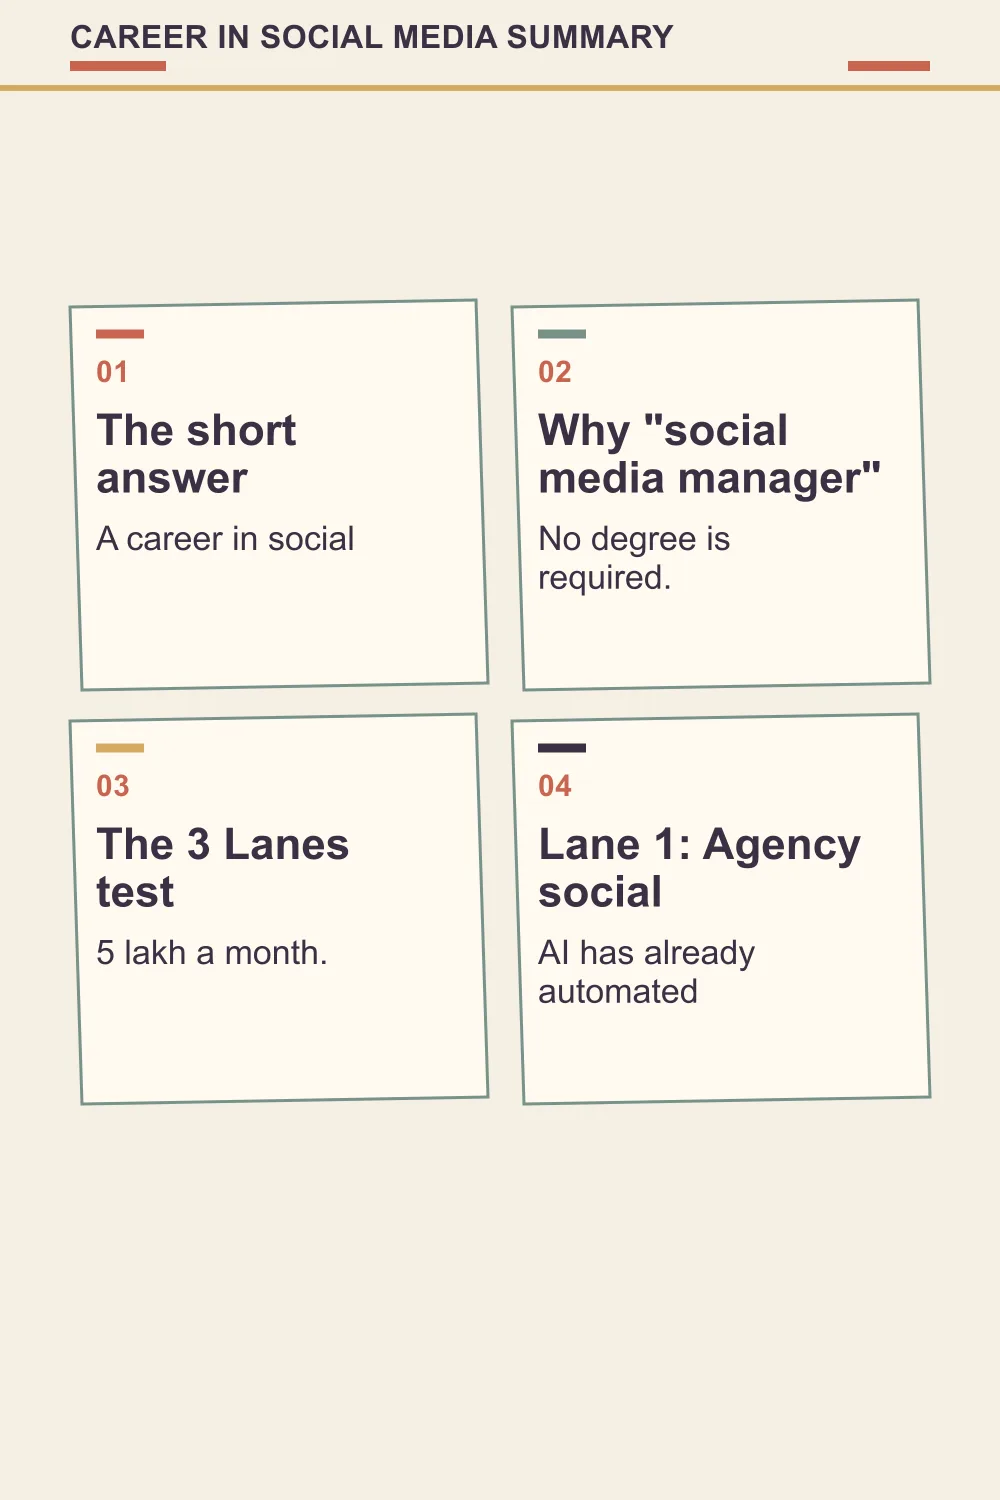 CAREER IN SOCIAL MEDIA SUMMARY
01
The short
answer
A career in social
02
Why "social
media manager"
No degree is
required.
03
The 3 Lanes
test
5 lakh a month.
04
Lane 1: Agency
social
AI has already
automated